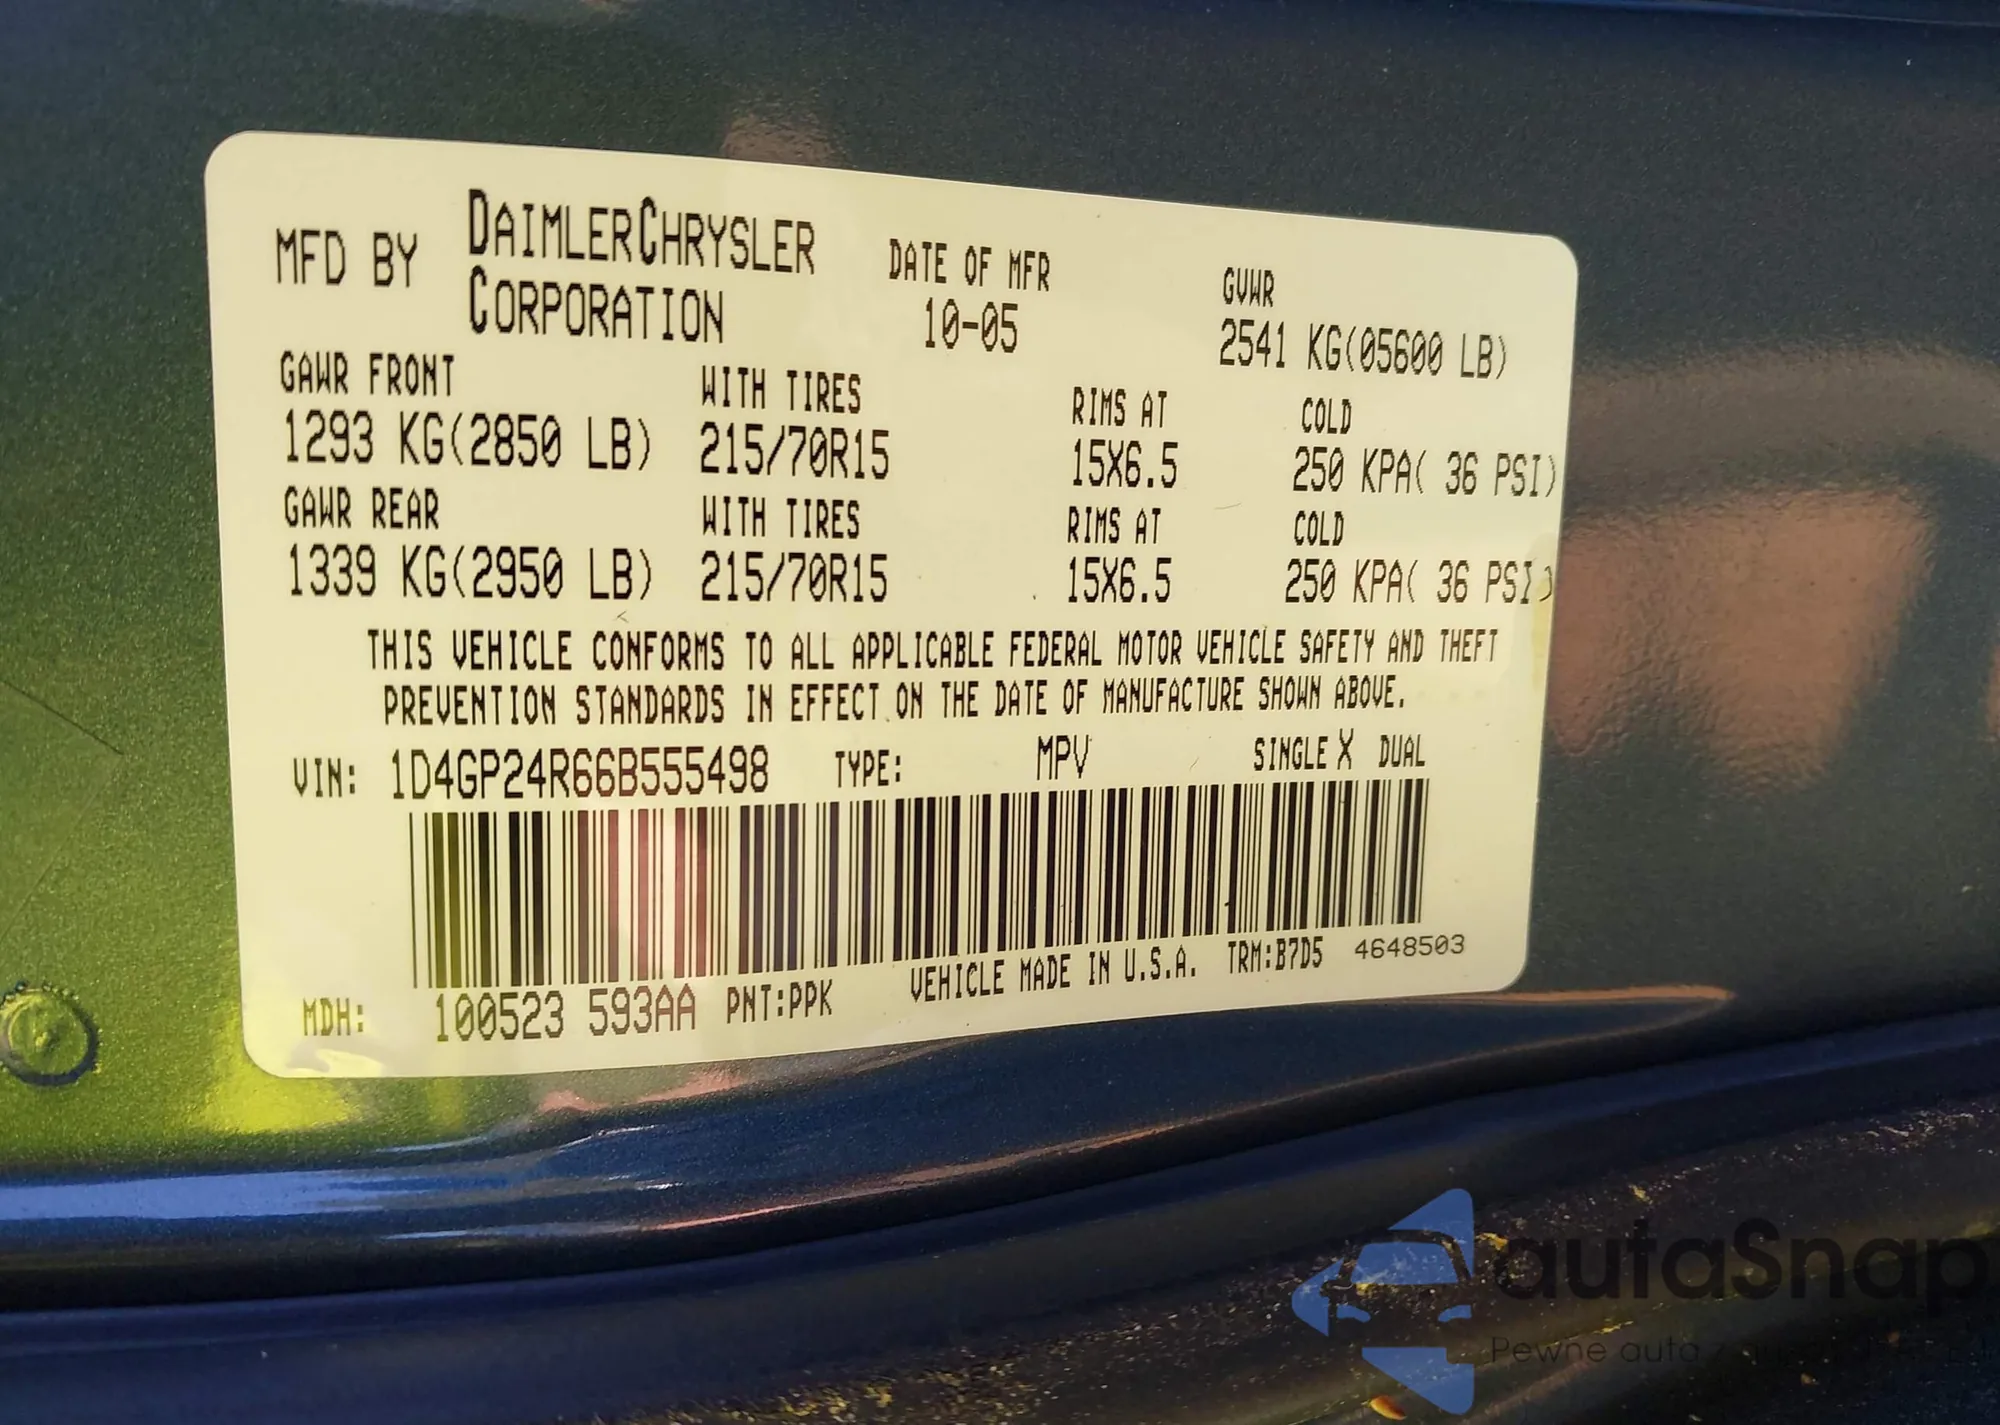 MFD BY DAIMLERCHRYSLER CORPORATION DATE OF MFR 10-05 GVWR 2541 KG(05600 LB)
GAWR FRONT WITH TIRES RIMS AT COLD
1293 KG(2850 LB) 215/70R15 15X6.5 250 KPA( 36 PSI)
GAWR REAR WITH TIRES RIMS AT COLD
1339 KG(2950 LB) 215/70R15 15X6.5 250 KPA( 36 PSI)
THIS VEHICLE CONFORMS TO ALL APPLICABLE FEDERAL MOTOR VEHICLE SAFETY AND THEFT
PREVENTION STANDARDS IN EFFECT ON THE DATE OF MANUFACTURE SHOWN ABOVE.
VIN: 1D4GP24R66B555498 TYPE: MPV SINGLE X DUAL
MDH: 100523 593AA PNT:PPK VEHICLE MADE IN U.S.A. TRM:B7D5 4648503
autaSnap
Pewne auta